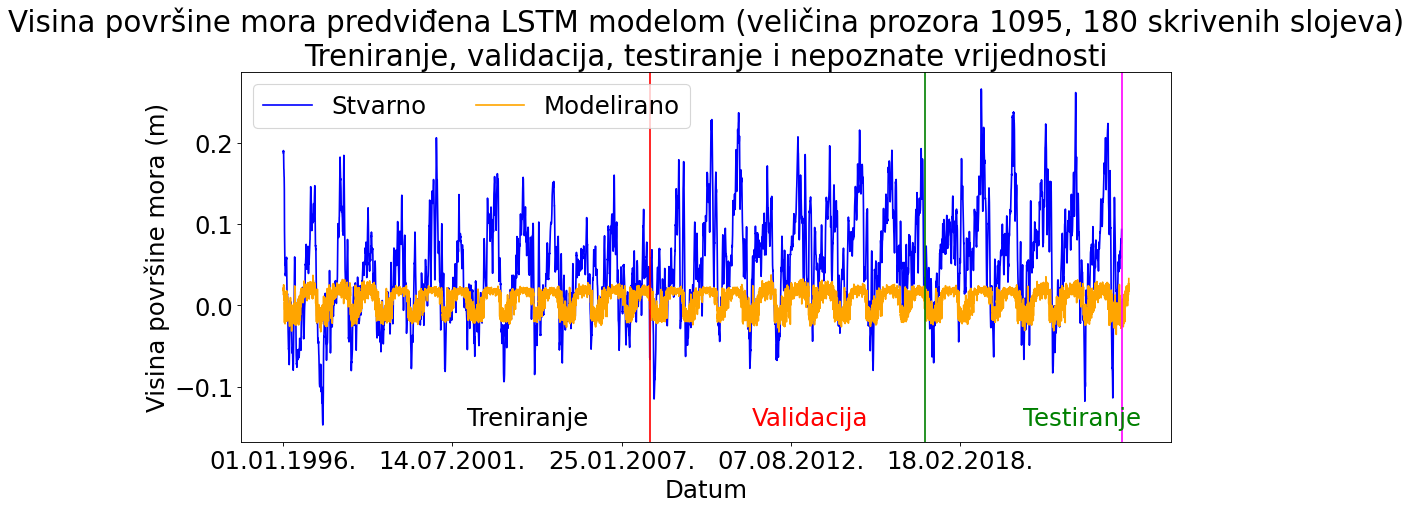 Visina površine mora predviđena LSTM modelom (veličina prozora 1095, 180 skrivenih slojeva)
Treniranje, validacija, testiranje i nepoznate vrijednosti
Stvarno Modelirano
Visina površine mora (m)
0.2
0.1
0.0
−0.1
Treniranje Validacija Testiranje
01.01.1996. 14.07.2001. 25.01.2007. 07.08.2012. 18.02.2018.
Datum